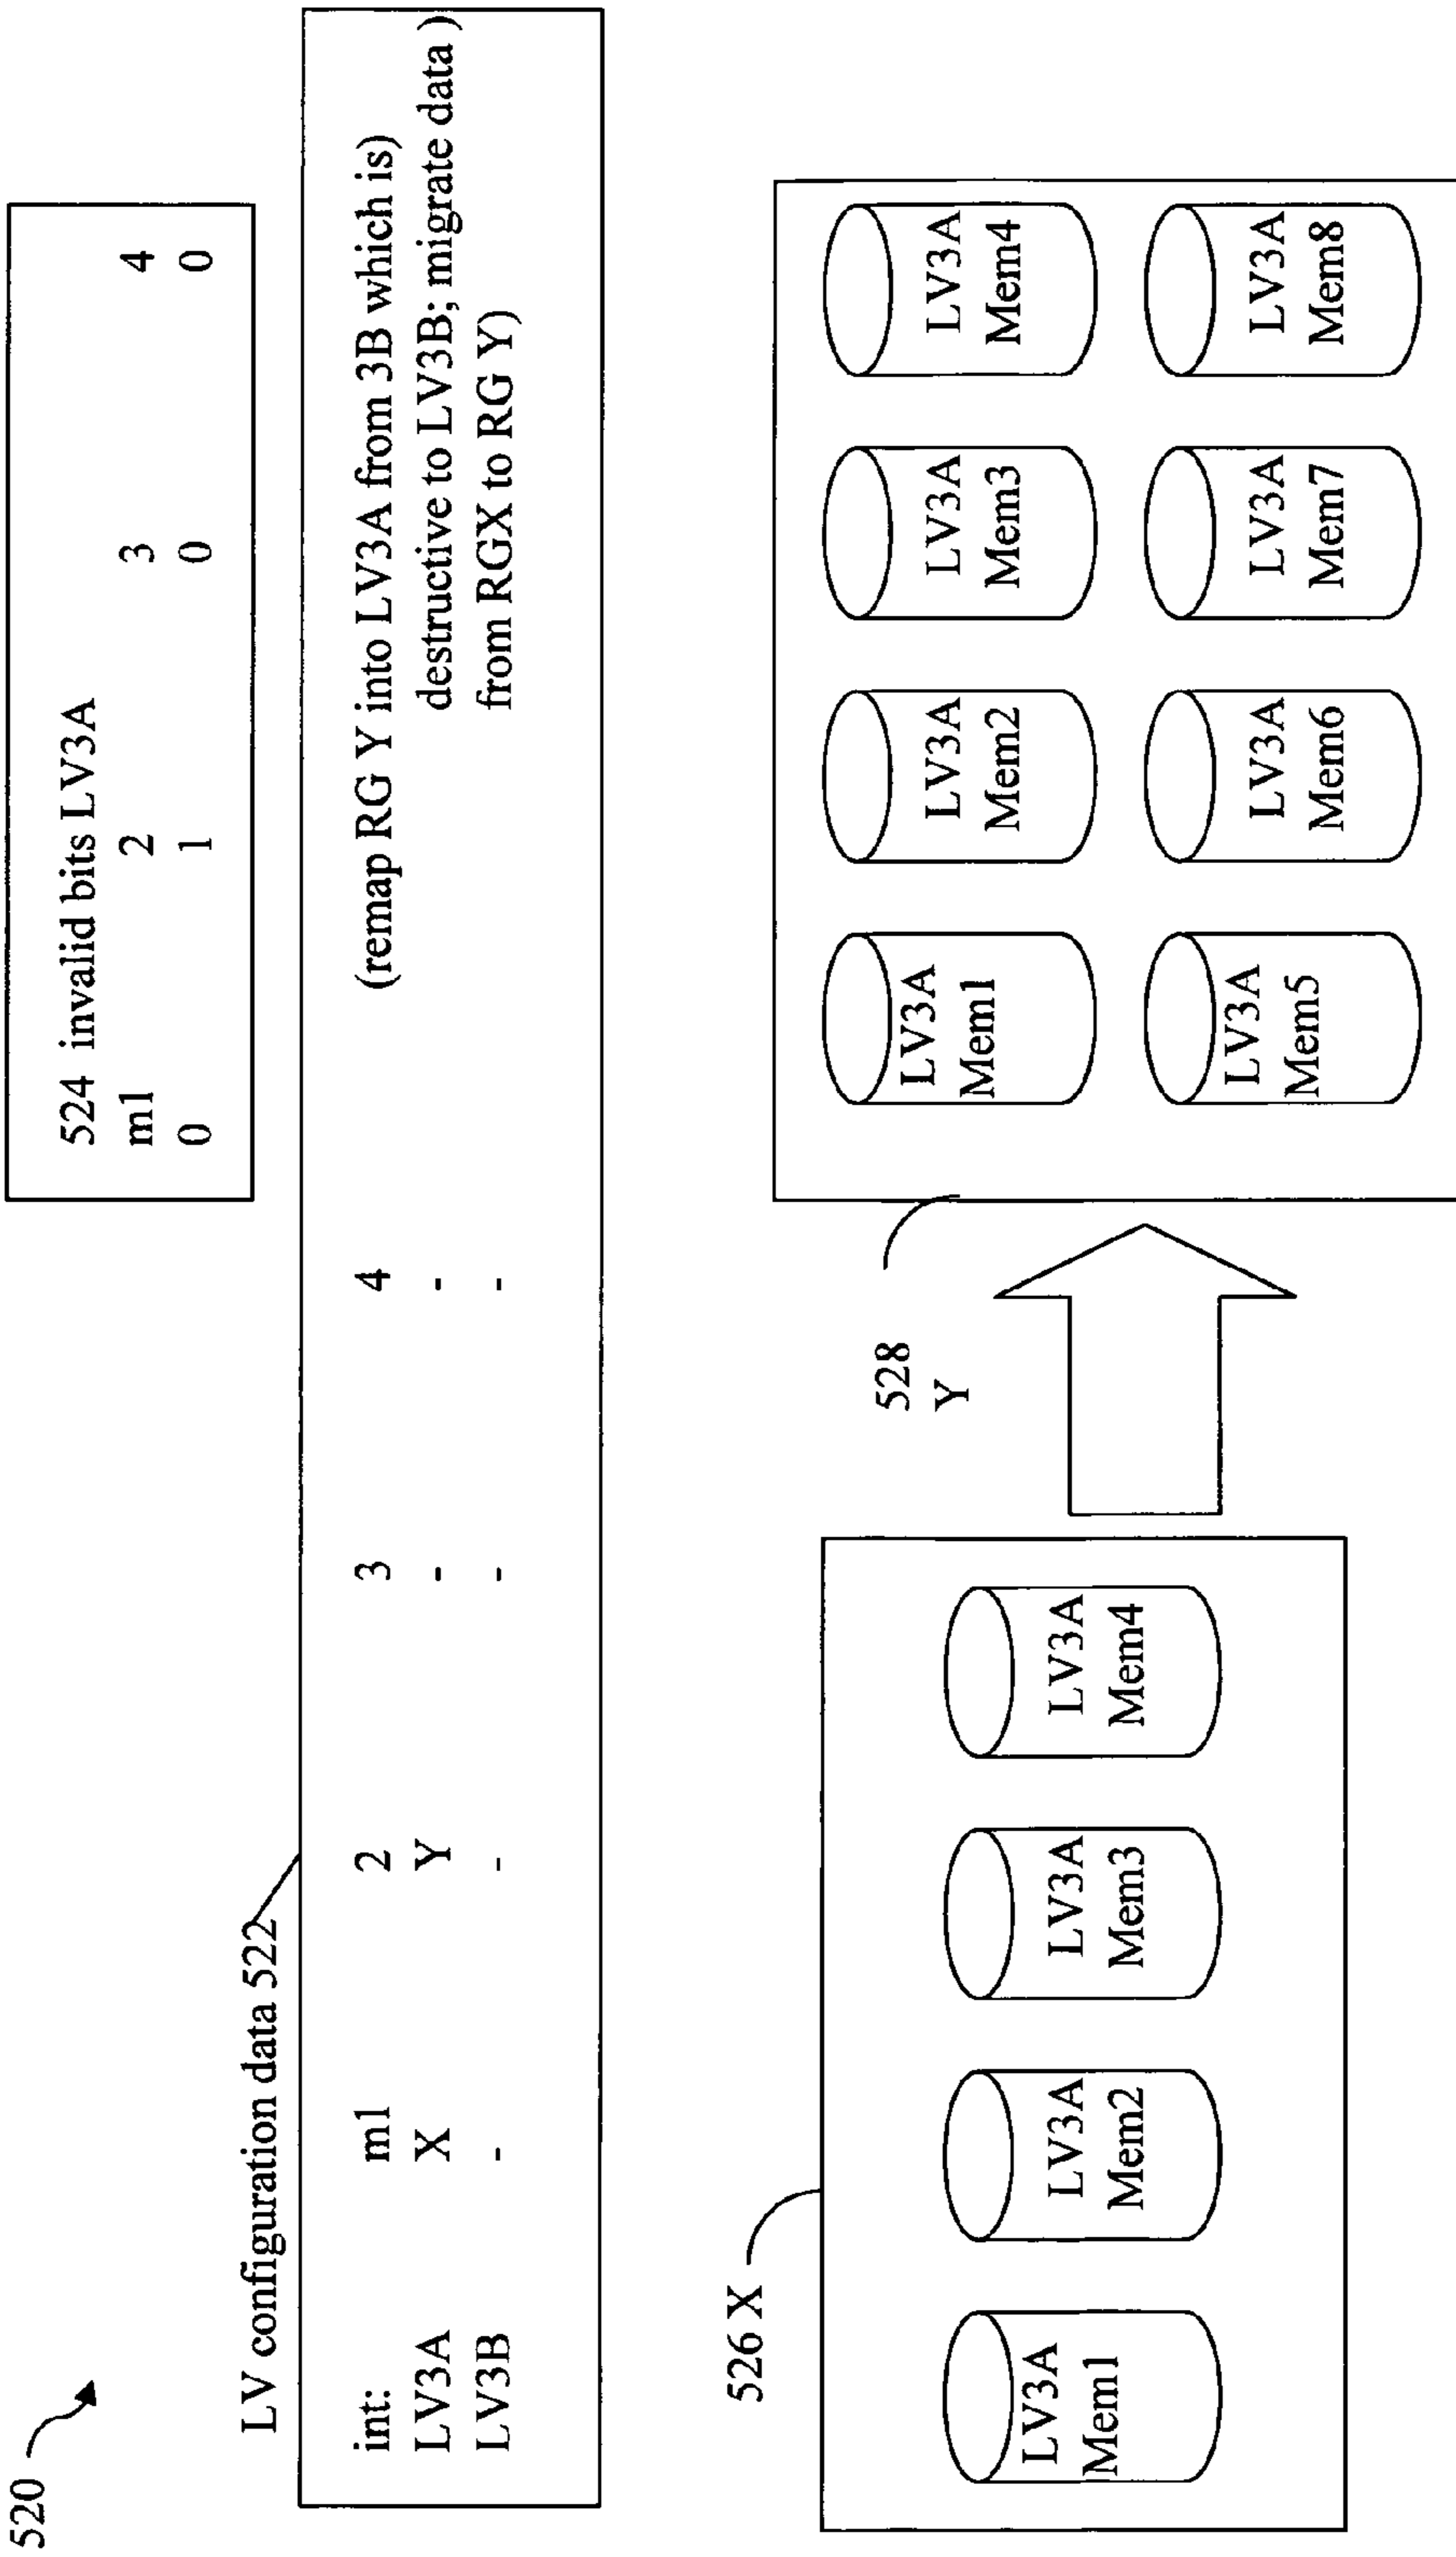 520
524 invalid bits LV3A
m1 2 3 4
0 1 0 0
LV configuration data 522
int: m1 2 3 4 (remap RG Y into LV3A from 3B which is)
LV3A X Y - - destructive to LV3B; migrate data )
LV3B - - - - from RGX to RG Y)
526 X
LV3A
Mem1
LV3A
Mem2
LV3A
Mem3
LV3A
Mem4
528
Y
LV3A
Mem1
LV3A
Mem2
LV3A
Mem3
LV3A
Mem4
LV3A
Mem5
LV3A
Mem6
LV3A
Mem7
LV3A
Mem8